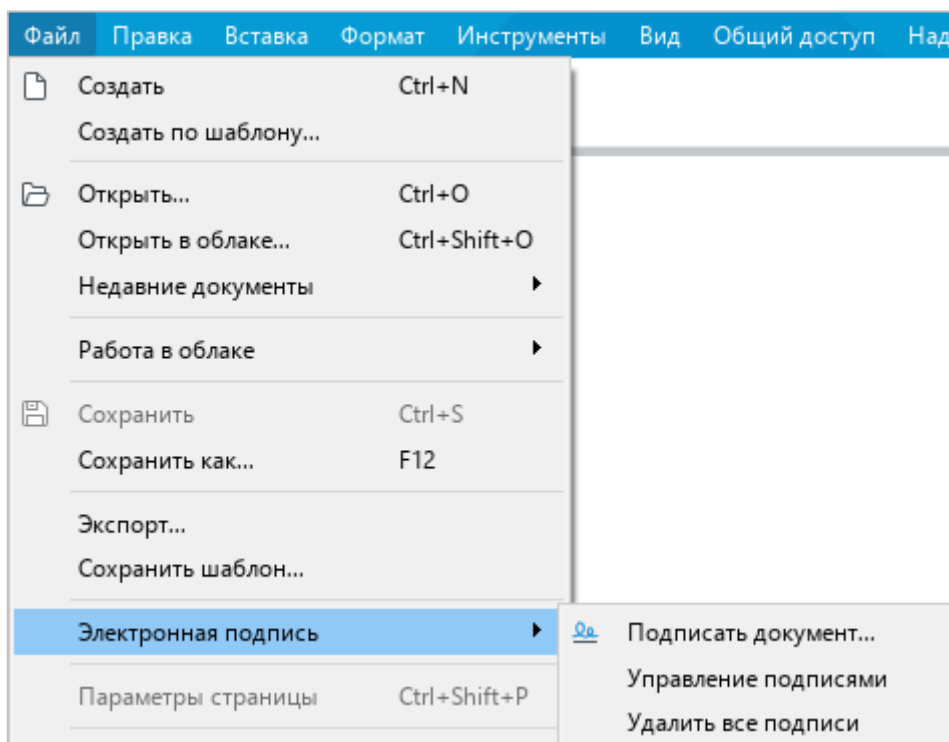 Файл Правка Вставка Формат Инструменты Вид Общий доступ
Создать Ctrl+N
Создать по шаблону...
Открыть... Ctrl+O
Открыть в облаке... Ctrl+Shift+O
Недавние документы
Работа в облаке
Сохранить Ctrl+S
Сохранить как... F12
Экспорт...
Сохранить шаблон...
Электронная подпись Подписать документ...
Управление подписями
Параметры страницы Ctrl+Shift+P
Удалить все подписи